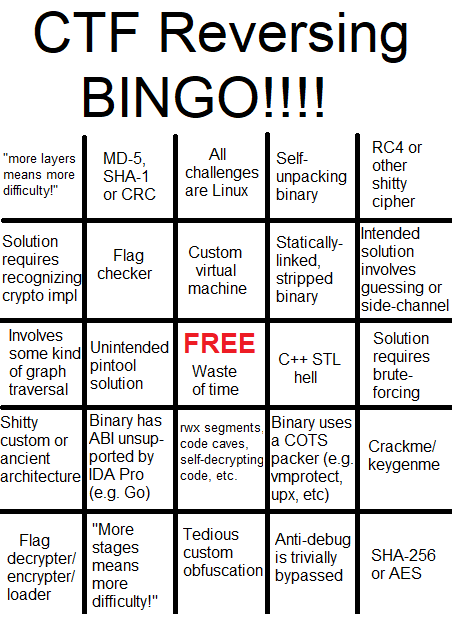 CTF Reversing
BINGO!!!!
"more layers
means more
difficulty!"
MD-5,
SHA-1
or CRC
All
challenges
are Linux
Self-
unpacking
binary
RC4 or
other
shitty
cipher
Solution
requires
recognizing
crypto impl
Flag
checker
Custom
virtual
machine
Statically-
linked,
stripped
binary
Intended
solution
involves
guessing or
side-channel
Involves
some kind
of graph
traversal
Unintended
pintool
solution
FREE
Waste
of time
C++ STL
hell
Solution
requires
brute-
forcing
Shitty
custom or
ancient
architecture
Binary has
ABI unsup-
ported by
IDA Pro
(e.g. Go)
rwx segments,
code caves,
self-decrypting
code, etc.
Binary uses
a COTS
packer (e.g.
vmprotect,
upx, etc)
Crackme/
keygenme
Flag
decrypter/
encrypter/
loader
"More
stages
means
more
difficulty!"
Tedious
custom
obfuscation
Anti-debug
is trivially
bypassed
SHA-256
or AES